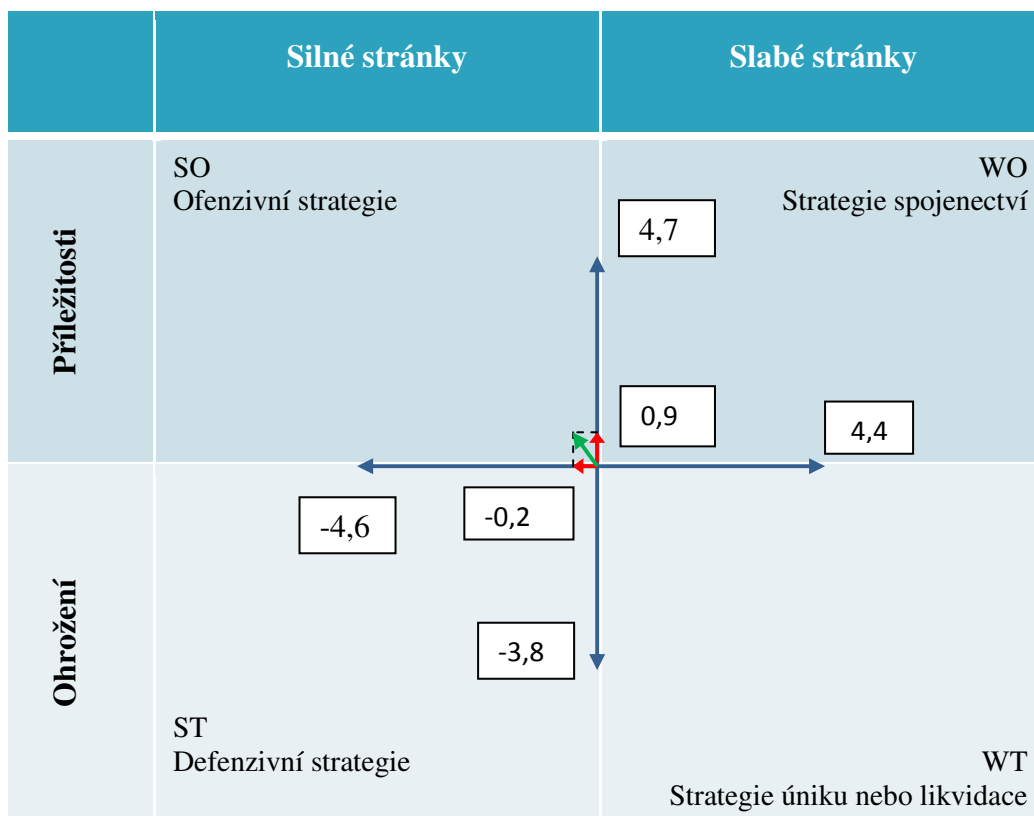 Silné stránky
Slabé stránky
Příležitosti
SO
Ofenzivní strategie
WO
Strategie spojenectví
4,7
0,9
4,4
-4,6
-0,2
-3,8
Ohrožení
ST
Defenzivní strategie
WT
Strategie úniku nebo likvidace